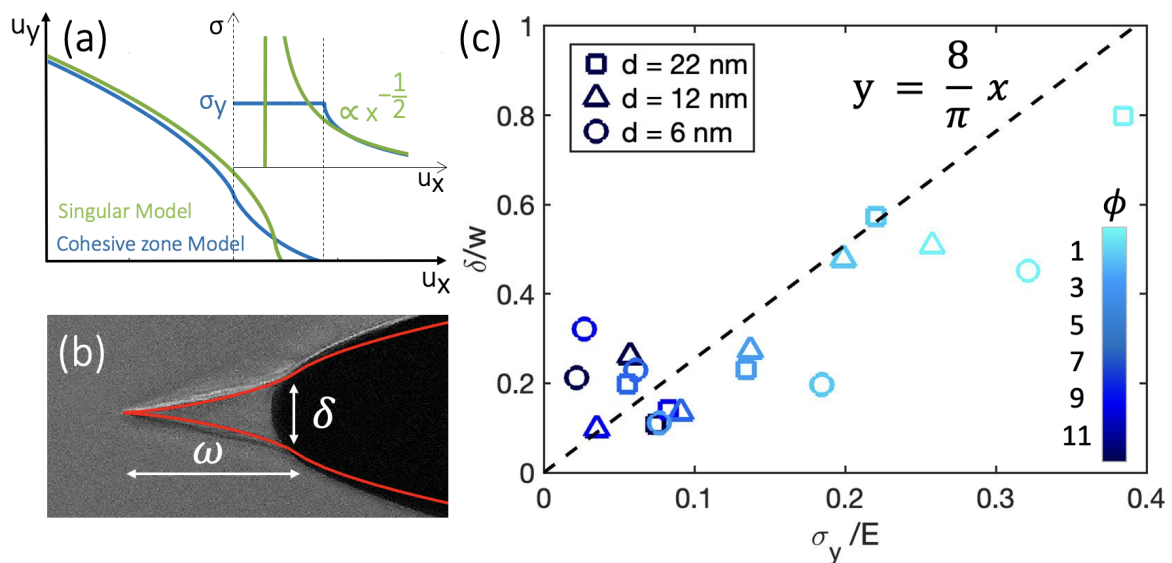 (a)
u_y
σ
σ_y
∝ x^{-1/2}
u_x
Singular Model
Cohesive zone Model
u_x
(b)
δ
ω
(c)
d = 22 nm
d = 12 nm
d = 6 nm
y = 8/π x
ϕ
1
3
5
7
9
11
1
0.8
0.6
0.4
0.2
0
δ/w
0 0.1 0.2 0.3 0.4
σ_y/E